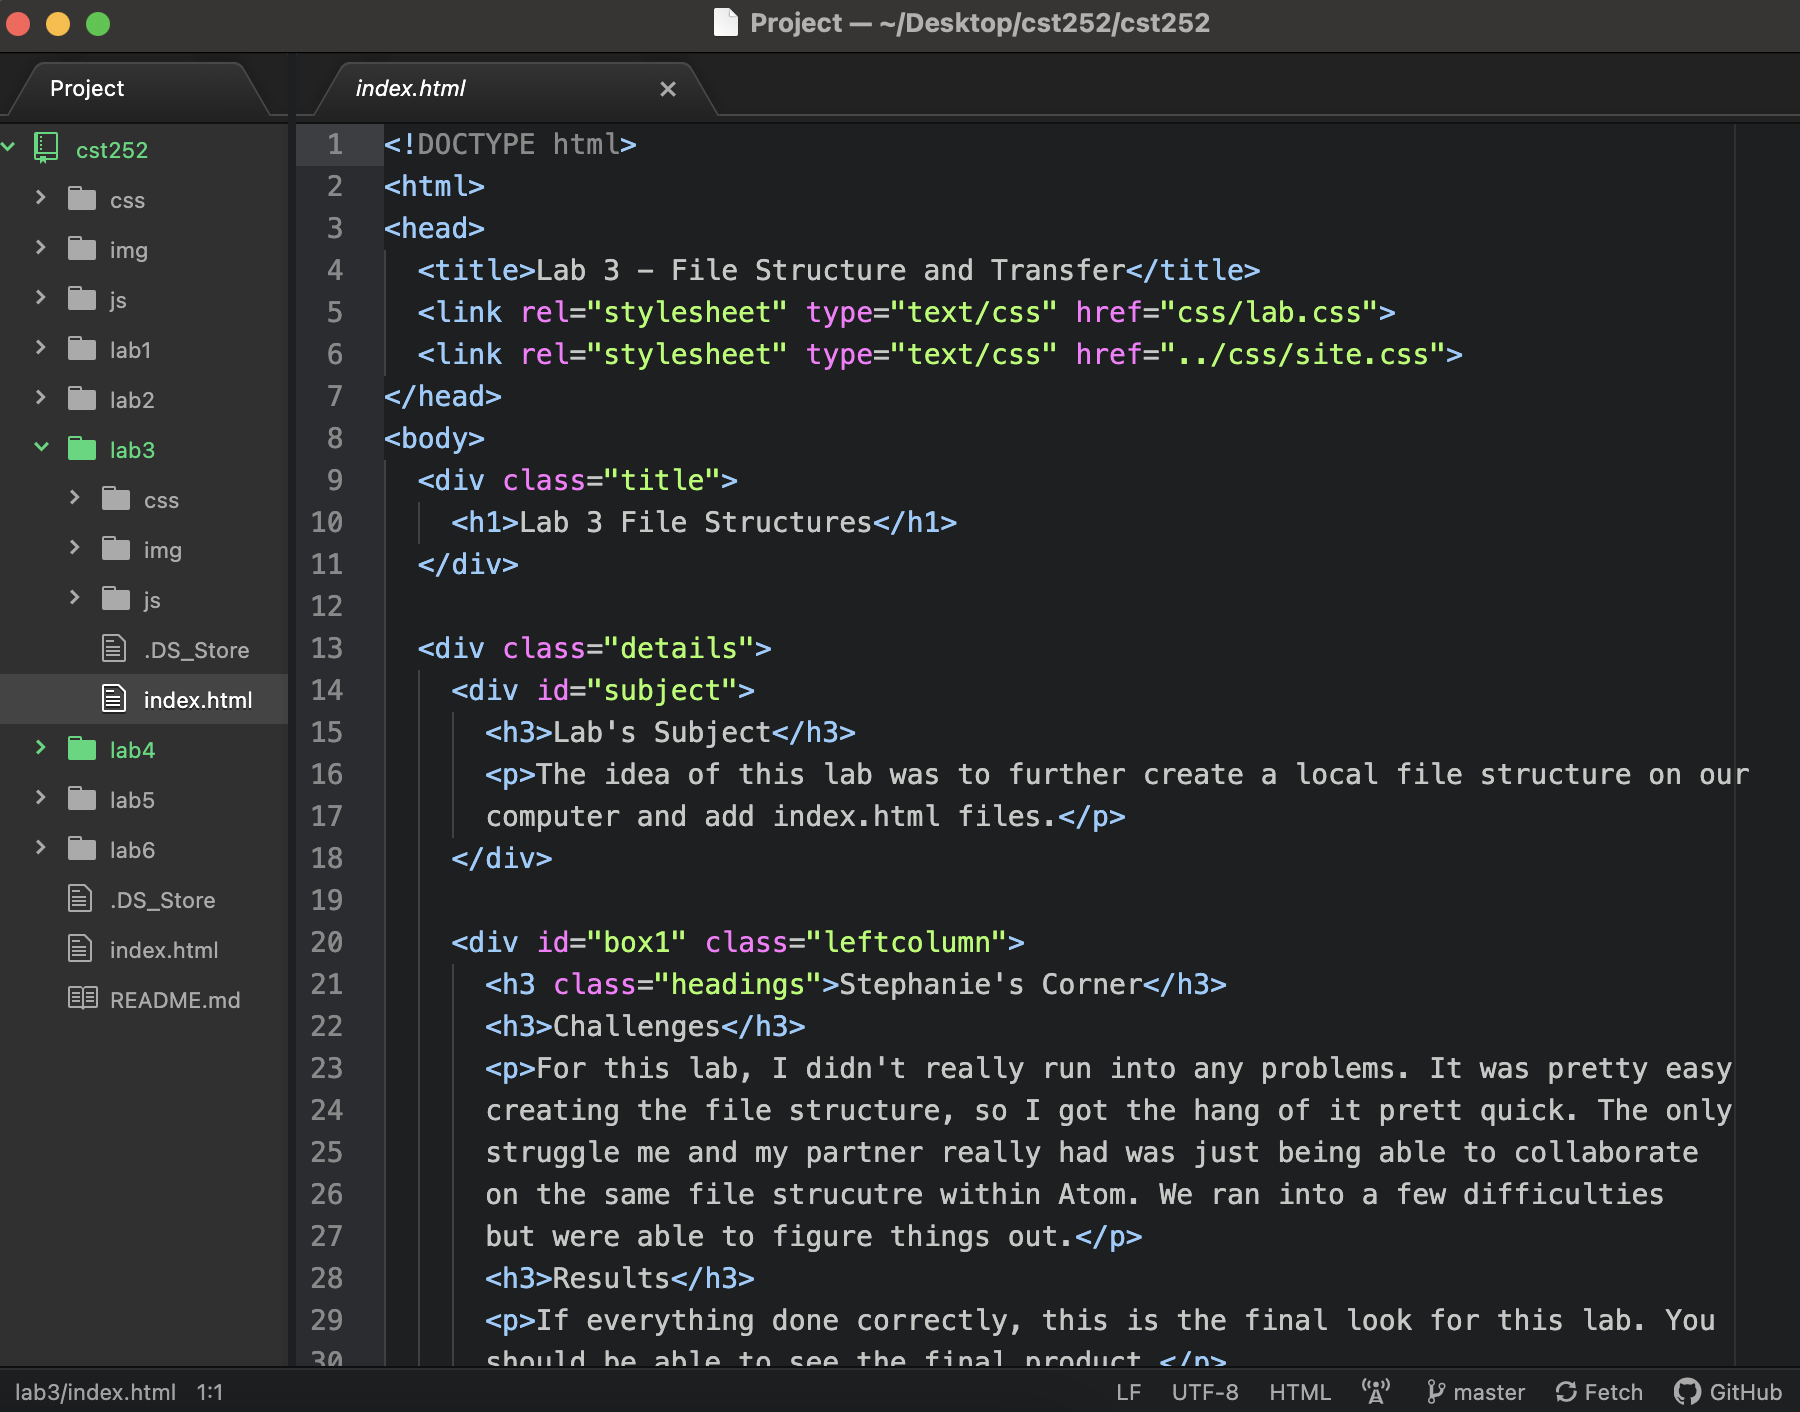 Project — ~/Desktop/cst252/cst252
Project
index.html
cst252
css
img
js
lab1
lab2
lab3
css
img
js
.DS_Store
index.html
lab4
lab5
lab6
.DS_Store
index.html
README.md
1 <!DOCTYPE html>
2 <html>
3 <head>
4 <title>Lab 3 – File Structure and Transfer</title>
5 <link rel="stylesheet" type="text/css" href="css/lab.css">
6 <link rel="stylesheet" type="text/css" href="../css/site.css">
7 </head>
8 <body>
9 <div class="title">
10 <h1>Lab 3 File Structures</h1>
11 </div>
12
13 <div class="details">
14 <div id="subject">
15 <h3>Lab's Subject</h3>
16 <p>The idea of this lab was to further create a local file structure on our
17 computer and add index.html files.</p>
18 </div>
19
20 <div id="box1" class="leftcolumn">
21 <h3 class="headings">Stephanie's Corner</h3>
22 <h3>Challenges</h3>
23 <p>For this lab, I didn't really run into any problems. It was pretty easy
24 creating the file structure, so I got the hang of it prett quick. The only
25 struggle me and my partner really had was just being able to collaborate
26 on the same file strucutre within Atom. We ran into a few difficulties
27 but were able to figure things out.</p>
28 <h3>Results</h3>
29 <p>If everything done correctly, this is the final look for this lab. You
30 should be able to see the final product.</p>
lab3/index.html 1:1 LF UTF-8 HTML master Fetch GitHub